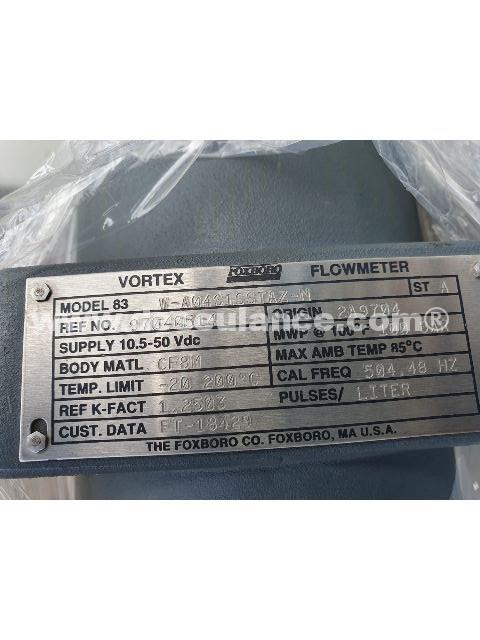 VORTEX FOXBORO FLOWMETER
MODEL 83 W-A04S1SSTAZ-M ST A
REF NO. ORIGIN 2A9704
SUPPLY 10.5-50 Vdc MWP @ 100°F
BODY MATL CF8M MAX AMB TEMP 85°C
TEMP. LIMIT -20 200°C CAL FREQ 504.48 HZ
REF K-FACT 1.2503 PULSES/ LITER
CUST. DATA FT-18429
THE FOXBORO CO. FOXBORO, MA U.S.A.